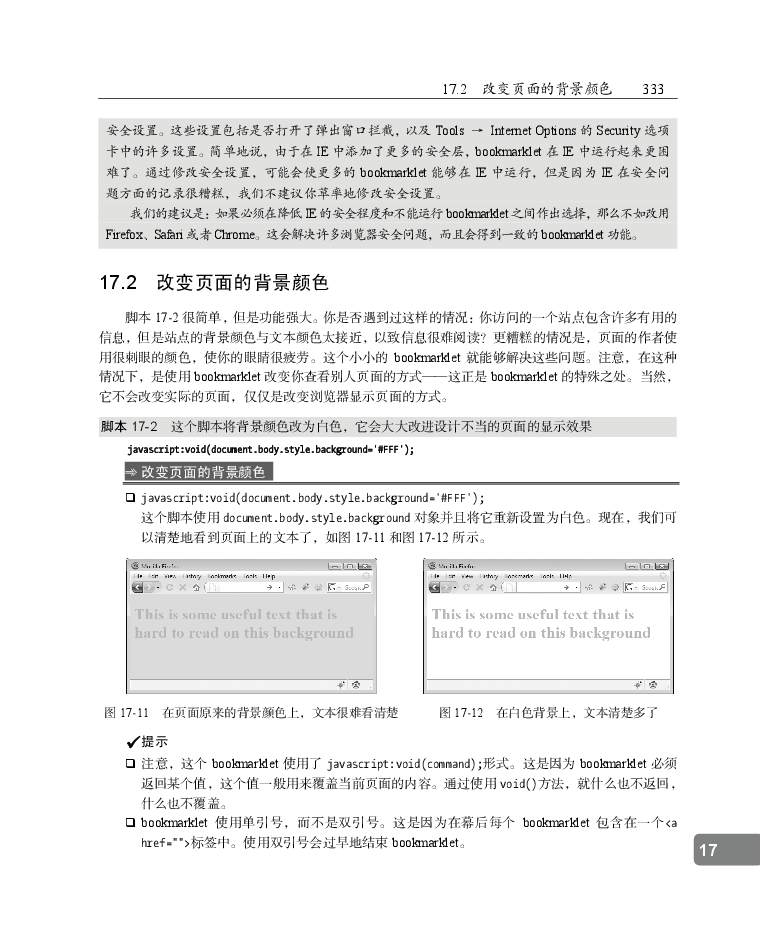 17.2 改变页面的背景颜色 333
安全设置。这些设置包括是否打开了弹出窗口拦截，以及 Tools → Internet Options 的 Security 选项
卡中的许多设置。简单地说，由于在 IE 中添加了更多的安全层，bookmarklet 在 IE 中运行起来更困
难了。通过修改安全设置，可能会使更多的 bookmarklet 能够在 IE 中运行，但是因为 IE 在安全问
题方面的记录很糟糕，我们不建议你草率地修改安全设置。
我们的建议是：如果必须在降低 IE 的安全程度和不能运行 bookmarklet 之间作出选择，那么不如改用
Firefox、Safari 或者 Chrome。这会解决许多浏览器安全问题，而且会得到一致的 bookmarklet 功能。
17.2 改变页面的背景颜色
脚本 17-2 很简单，但是功能强大。你是否遇到过这样的情况：你访问的一个站点包含许多有用的
信息，但是站点的背景颜色与文本颜色太接近，以致信息很难阅读？更糟糕的情况是，页面的作者使
用很刺眼的颜色，使你的眼睛很疲劳。这个小小的 bookmarklet 就能够解决这些问题。注意，在这种
情况下，是使用 bookmarklet 改变你查看别人页面的方式——这正是 bookmarklet 的特殊之处。当然，
它不会改变实际的页面，仅仅是改变浏览器显示页面的方式。
脚本 17-2 这个脚本将背景颜色改为白色，它会大大改进设计不当的页面的显示效果
javascript:void(document.body.style.background='#FFF');
改变页面的背景颜色
❑ javascript:void(document.body.style.background='#FFF');
这个脚本使用 document.body.style.background 对象并且将它重新设置为白色。现在，我们可
以清楚地看到页面上的文本了，如图 17-11 和图 17-12 所示。
Mozilla Firefox
File Edit View History Bookmarks Tools Help
Google
This is some useful text that is
hard to read on this background
Mozilla Firefox
File Edit View History Bookmarks Tools Help
Google
This is some useful text that is
hard to read on this background
图 17-11 在页面原来的背景颜色上，文本很难看清楚
图 17-12 在白色背景上，文本清楚多了
✓提示
❑ 注意，这个 bookmarklet 使用了 javascript:void(command);形式。这是因为 bookmarklet 必须
返回某个值，这个值一般用来覆盖当前页面的内容。通过使用 void()方法，就什么也不返回，
什么也不覆盖。
❑ bookmarklet 使用单引号，而不是双引号。这是因为在幕后每个 bookmarklet 包含在一个<a
href="">标签中。使用双引号会过早地结束 bookmarklet。
17